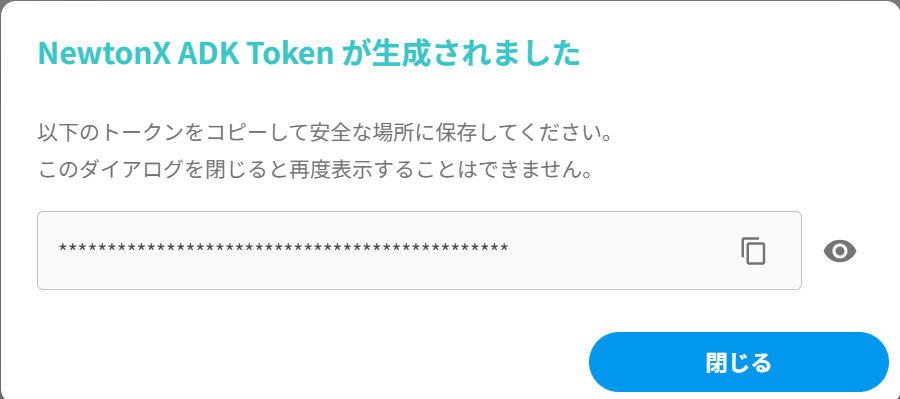 NewtonX ADK Token が生成されました
以下のトークンをコピーして安全な場所に保存してください。
このダイアログを閉じると再度表示することはできません。
**********************************************
閉じる